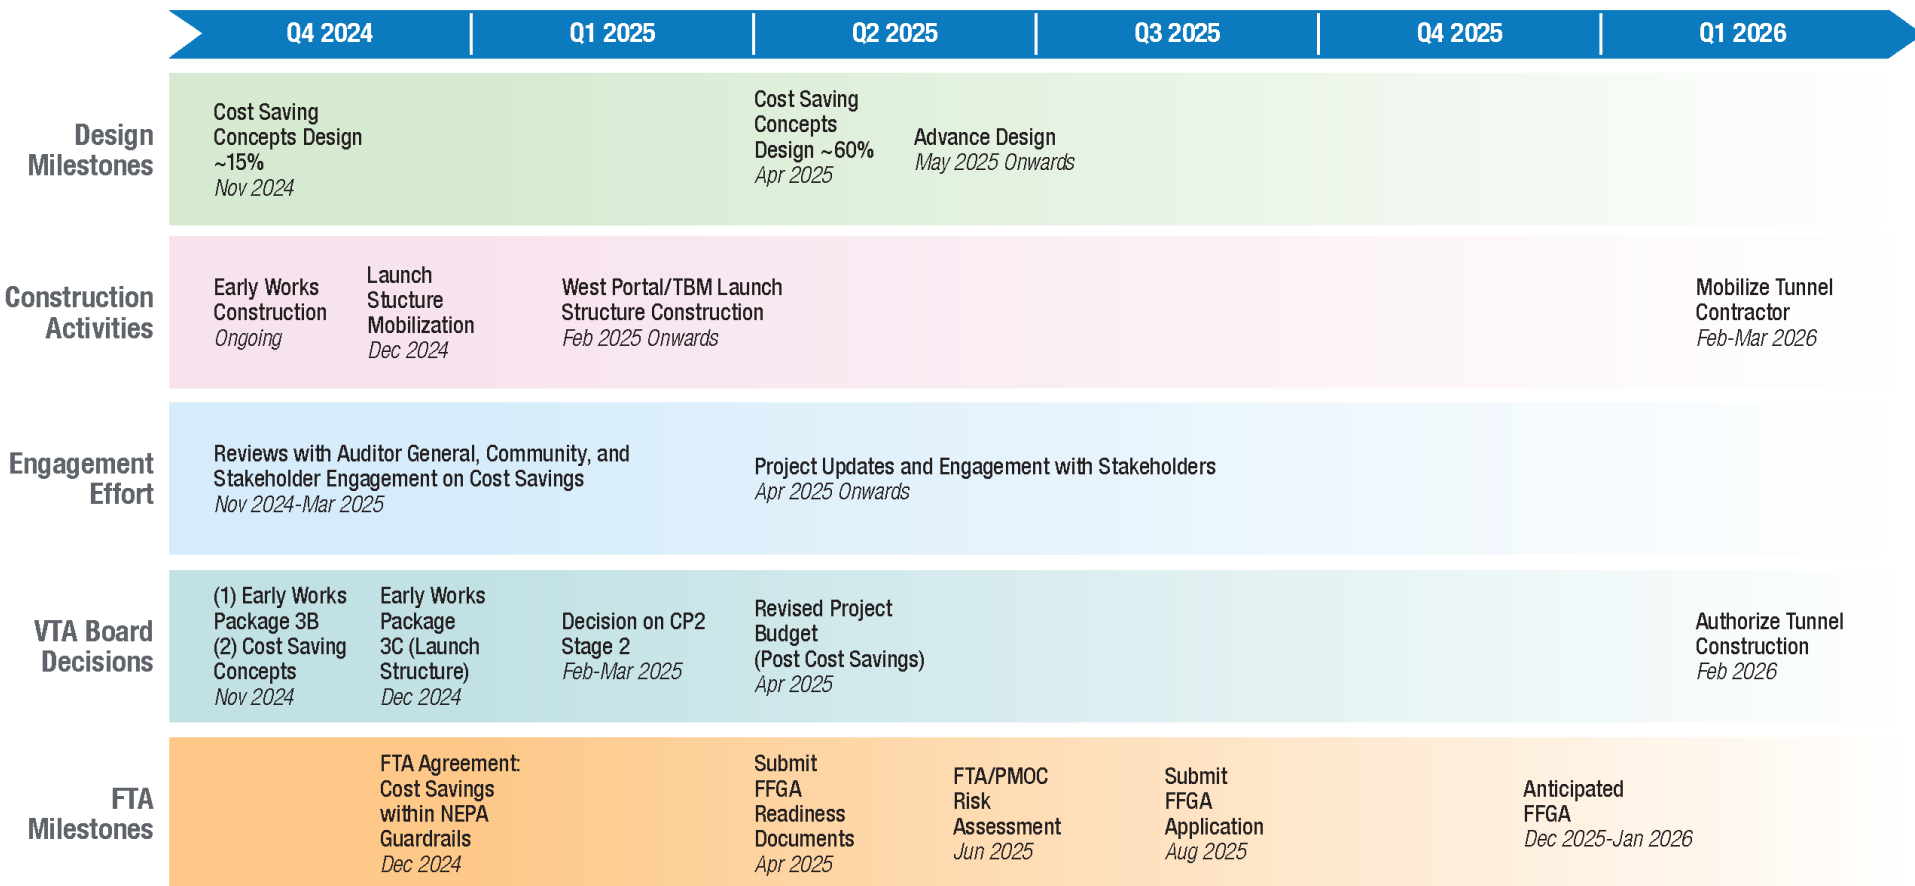 Q4 2024
Q1 2025
Q2 2025
Q3 2025
Q4 2025
Q1 2026
Design
Milestones
Cost Saving
Concepts Design
~15%
Nov 2024
Cost Saving
Concepts
Design ~60%
Apr 2025
Advance Design
May 2025 Onwards
Construction
Activities
Early Works
Construction
Ongoing
Launch
Stucture
Mobilization
Dec 2024
West Portal/TBM Launch
Structure Construction
Feb 2025 Onwards
Mobilize Tunnel
Contractor
Feb-Mar 2026
Engagement
Effort
Reviews with Auditor General, Community, and
Stakeholder Engagement on Cost Savings
Nov 2024-Mar 2025
Project Updates and Engagement with Stakeholders
Apr 2025 Onwards
VTA Board
Decisions
(1) Early Works
Package 3B
(2) Cost Saving
Concepts
Nov 2024
Early Works
Package
3C (Launch
Structure)
Dec 2024
Decision on CP2
Stage 2
Feb-Mar 2025
Revised Project
Budget
(Post Cost Savings)
Apr 2025
Authorize Tunnel
Construction
Feb 2026
FTA
Milestones
FTA Agreement:
Cost Savings
within NEPA
Guardrails
Dec 2024
Submit
FFGA
Readiness
Documents
Apr 2025
FTA/PMOC
Risk
Assessment
Jun 2025
Submit
FFGA
Application
Aug 2025
Anticipated
FFGA
Dec 2025-Jan 2026